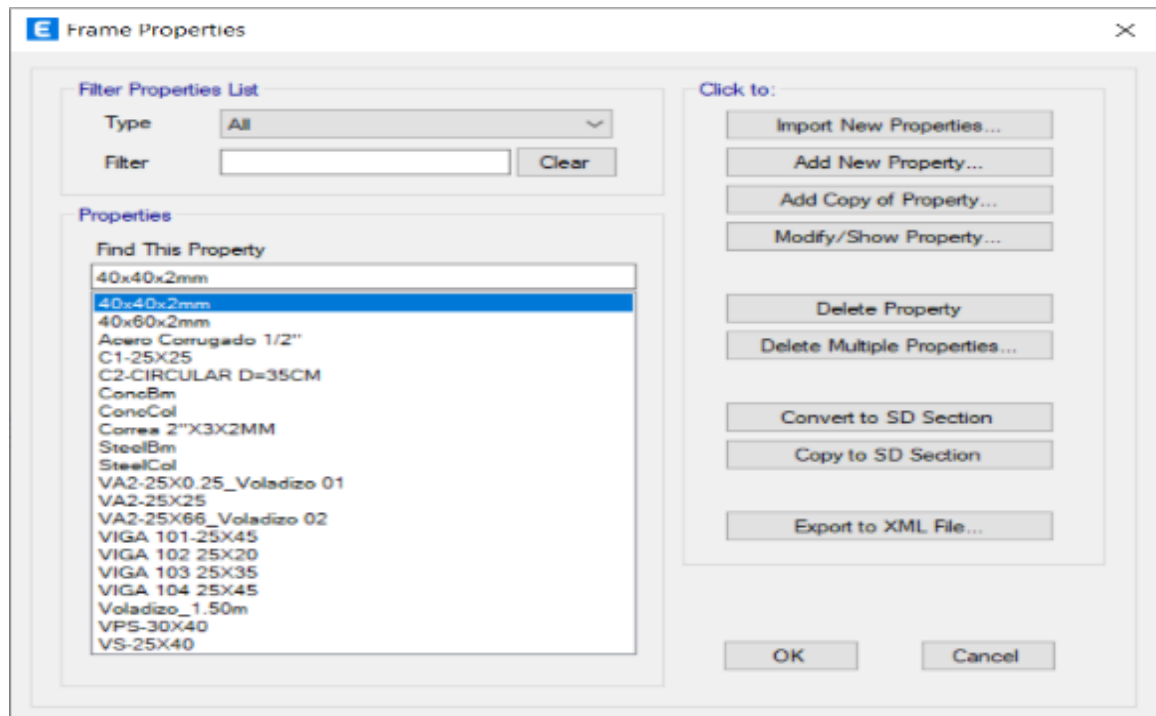 E Frame Properties
Filter Properties List
Type All
Filter Clear
Properties
Find This Property
40x40x2mm
40x40x2mm
40x60x2mm
Acero Corrugado 1/2"
C1-25X25
C2-CIRCULAR D=35CM
ConcBm
ConcCol
Correa 2"X3X2MM
SteelBm
SteelCol
VA2-25X0.25_Voladizo 01
VA2-25X25
VA2-25X66_Voladizo 02
VIGA 101-25X45
VIGA 102 25X20
VIGA 103 25X35
VIGA 104 25X45
Voladizo_1.50m
VPS-30X40
VS-25X40
Click to:
Import New Properties...
Add New Property...
Add Copy of Property...
Modify/Show Property...
Delete Property
Delete Multiple Properties...
Convert to SD Section
Copy to SD Section
Export to XML File...
OK Cancel